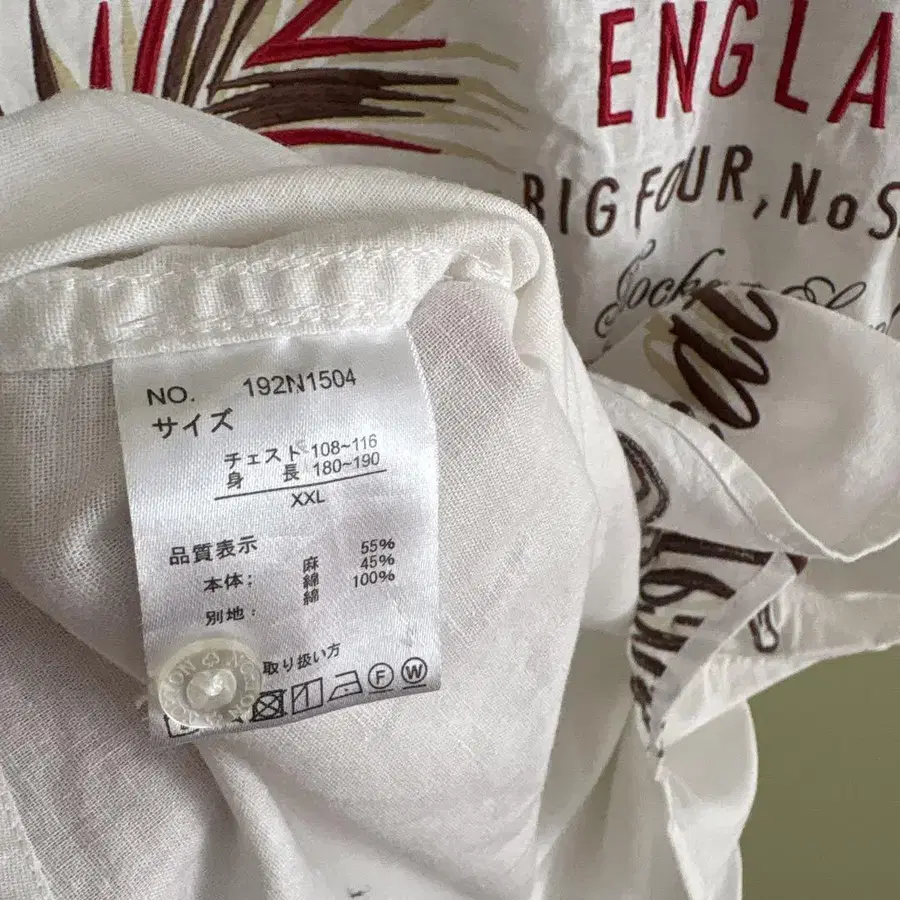 ENGLA
BIG FOUR, No S
NO. 192N1504
サイズ
チェスト 108~116
身 長 180~190
XXL
品質表示
本体: 麻 55%
綿 45%
別地: 綿 100%
取り扱い方
F W